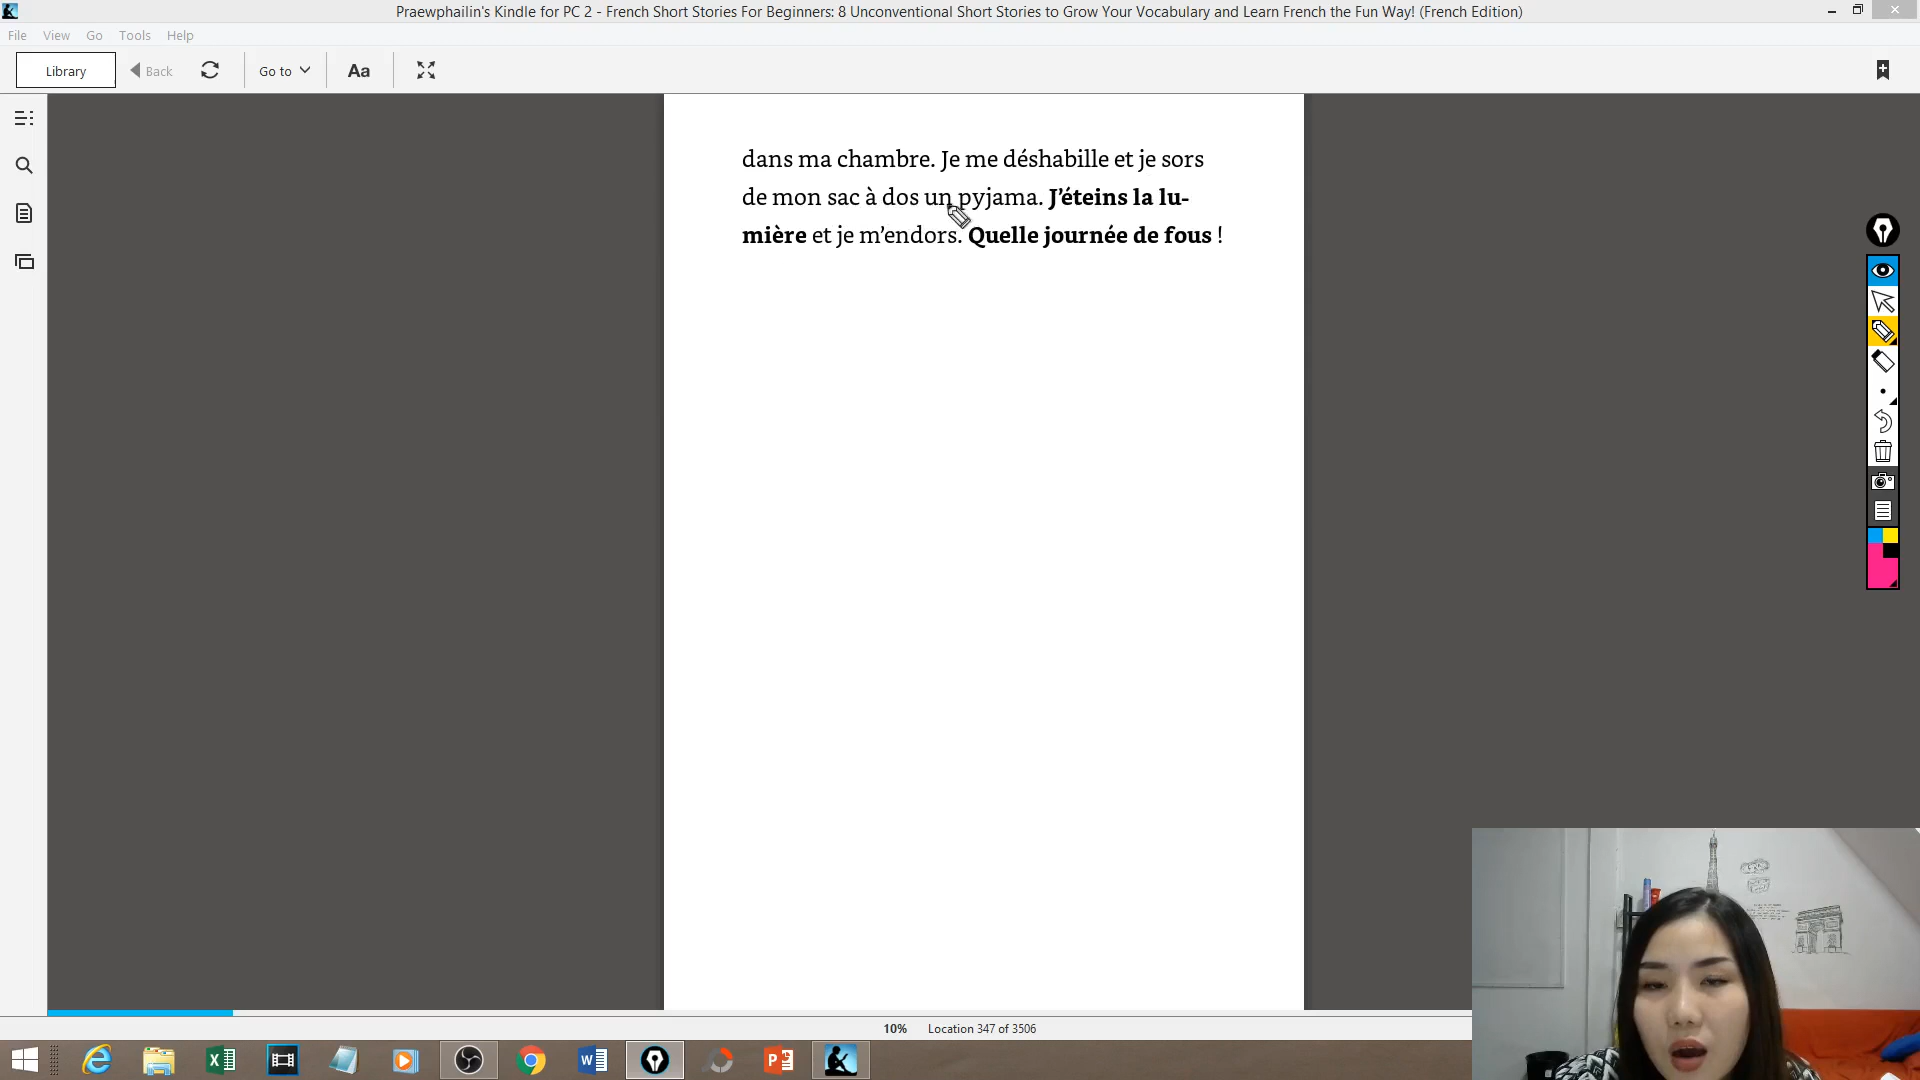 Praewphailin's Kindle for PC 2 - French Short Stories For Beginners: 8 Unconventional Short Stories to Grow Your Vocabulary and Learn French the Fun Way! (French Edition)
File View Go Tools Help
Library Back Go to Aa
dans ma chambre. Je me déshabille et je sors
de mon sac à dos un pyjama. J’éteins la lu-
mière et je m’endors. Quelle journée de fous !
10% Location 347 of 3506